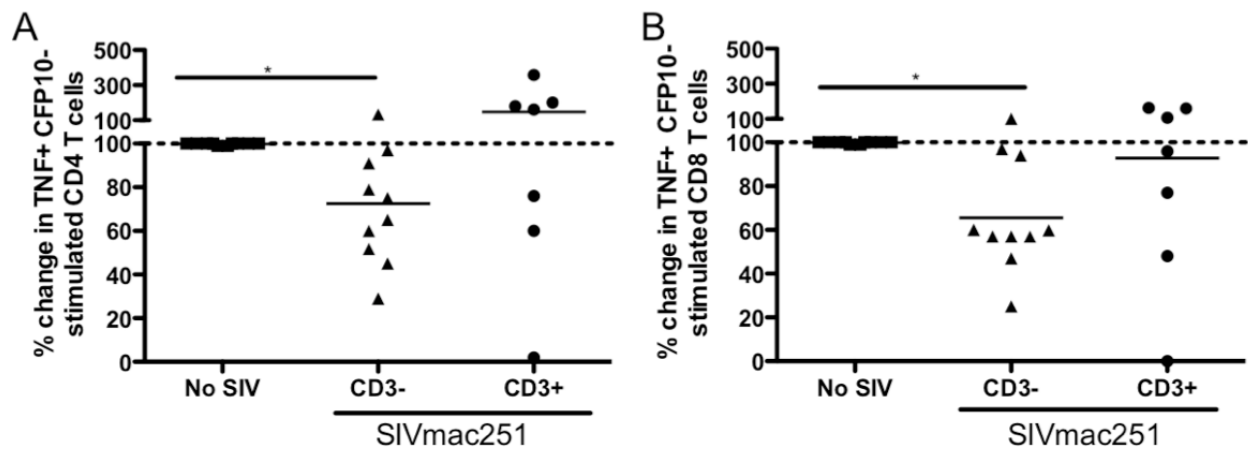 A
% change in TNF+ CFP10-
stimulated CD4 T cells
500
300
100
100
80
60
40
20
0
*
No SIV
CD3-
CD3+
SIVmac251
B
% change in TNF+ CFP10-
stimulated CD8 T cells
500
300
100
100
80
60
40
20
0
*
No SIV
CD3-
CD3+
SIVmac251